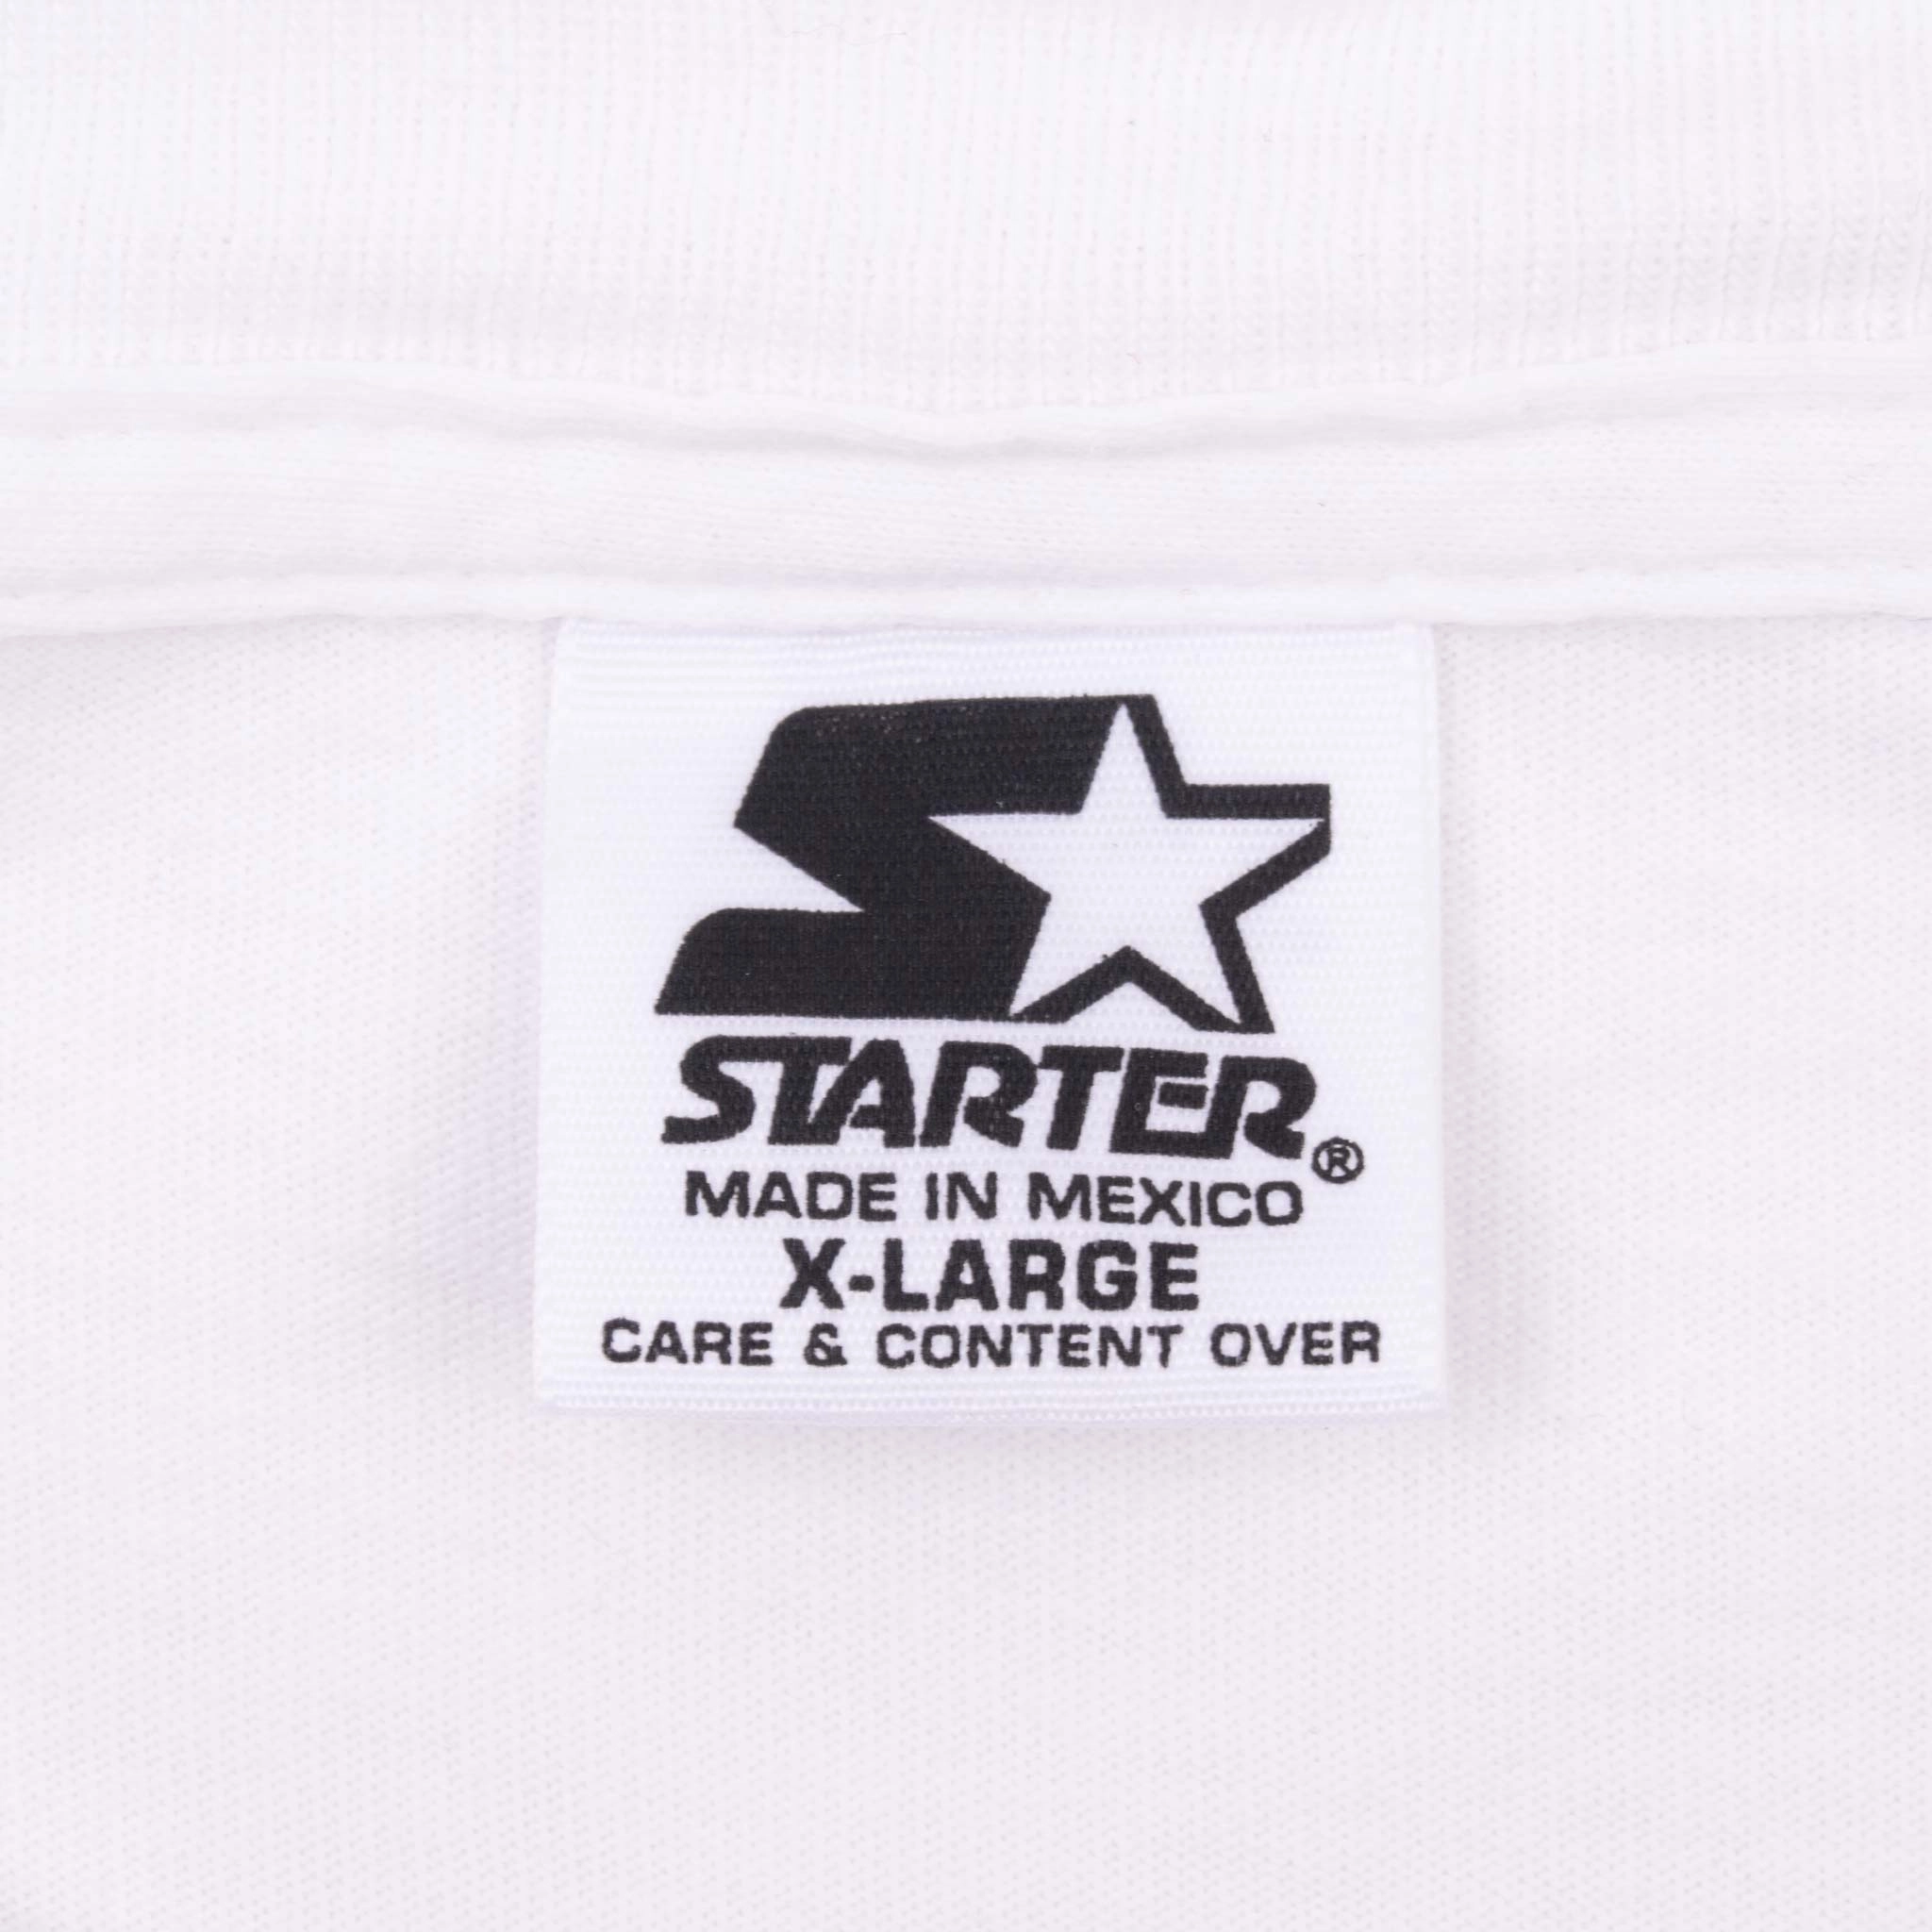 STARTER®
MADE IN MEXICO
X-LARGE
CARE & CONTENT OVER